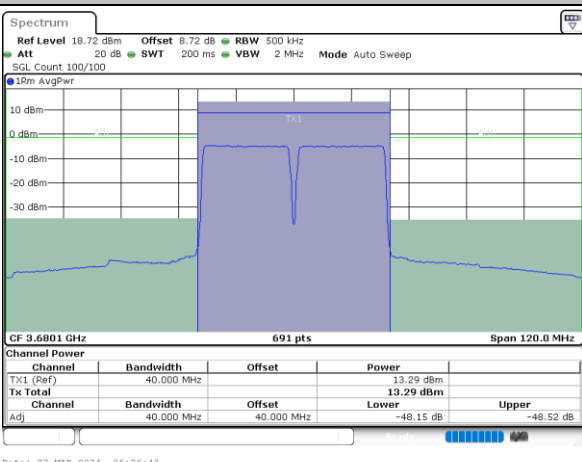 Spectrum
Ref Level 18.72 dBm Offset 8.72 dB RBW 500 kHz
Att 20 dB SWT 200 ms VBW 2 MHz Mode Auto Sweep
SGL Count 100/100
1Rm AvgPwr
10 dBm
TX1
0 dBm
Adj Adj
-10 dBm
-20 dBm
-30 dBm
CF 3.6801 GHz 691 pts Span 120.0 MHz
Channel Power
Channel Bandwidth Offset Power
TX1 (Ref) 40.000 MHz 13.29 dBm
Tx Total 13.29 dBm
Channel Bandwidth Offset Lower Upper
Adj 40.000 MHz 40.000 MHz -48.15 dB -48.52 dB
Ready